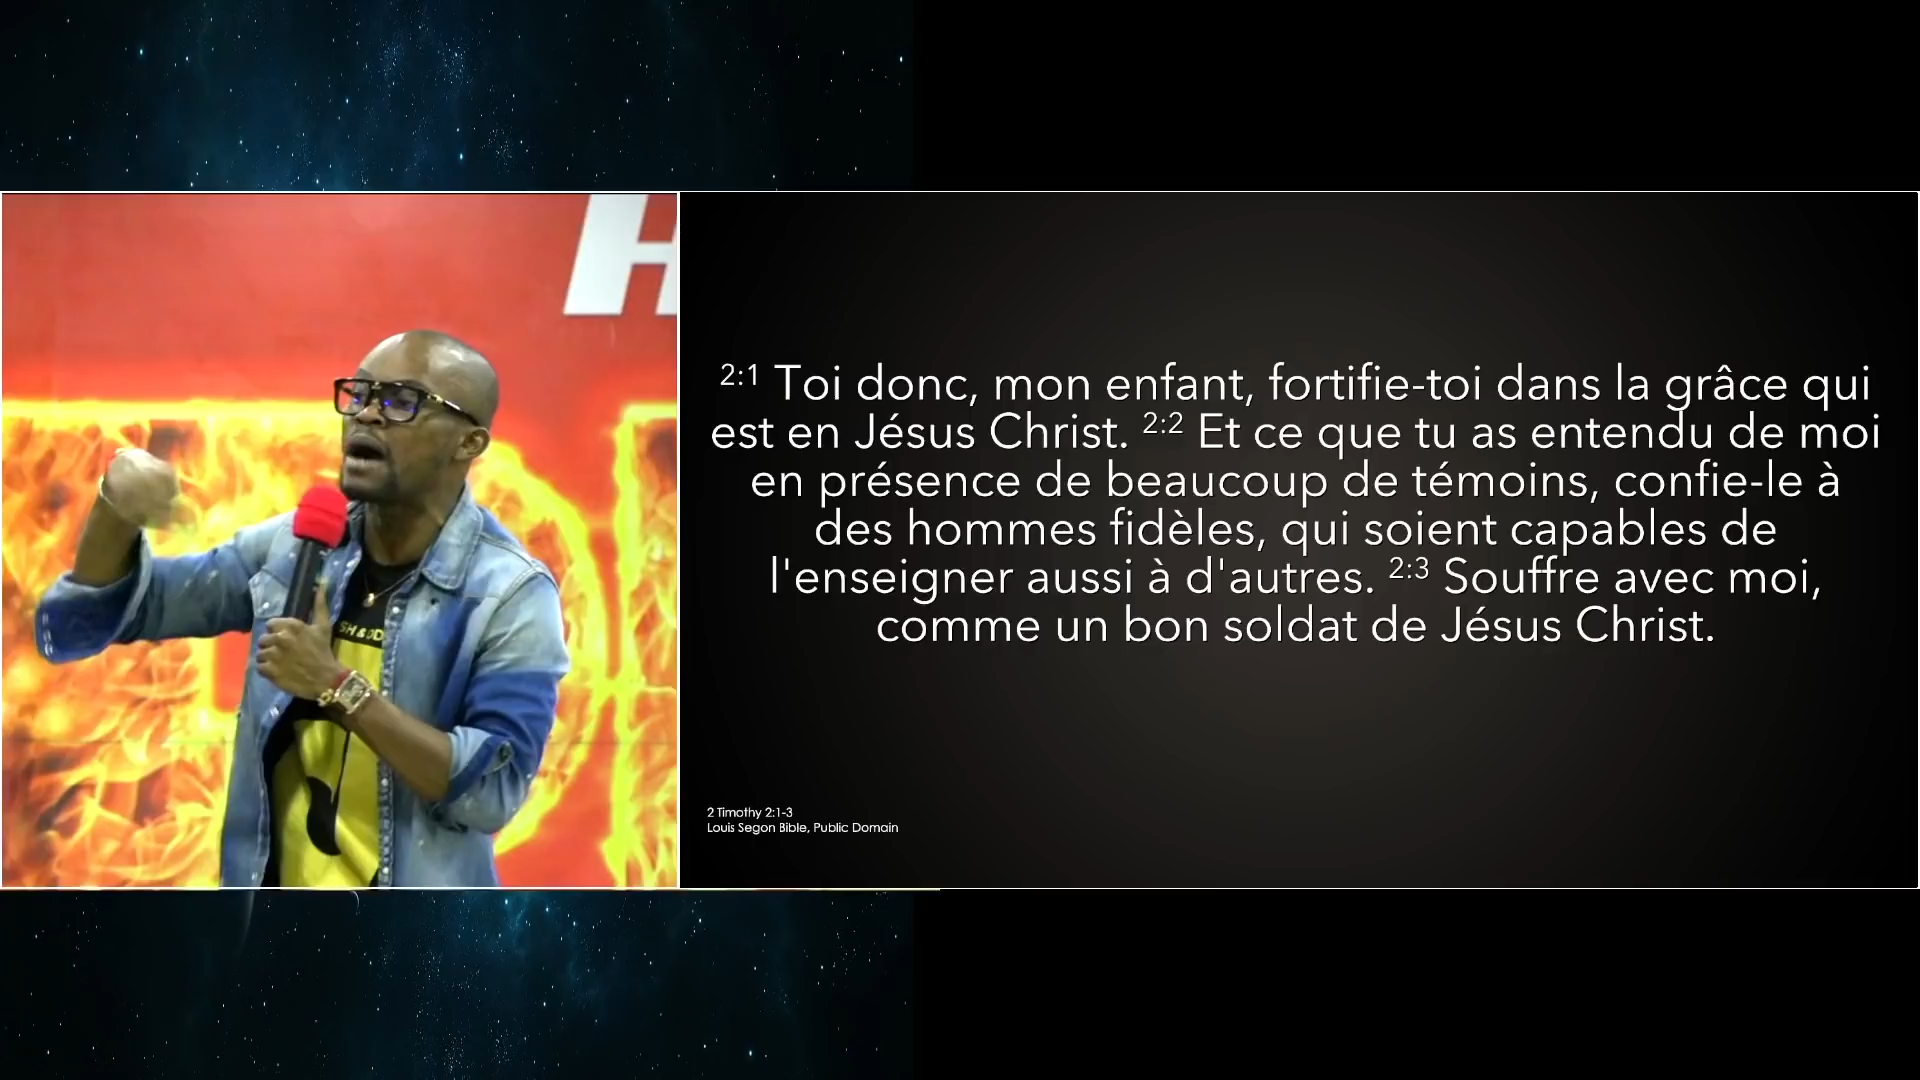 H
SH & DD
2:1 Toi donc, mon enfant, fortifie-toi dans la grâce qui
est en Jésus Christ. 2:2 Et ce que tu as entendu de moi
en présence de beaucoup de témoins, confie-le à
des hommes fidèles, qui soient capables de
l'enseigner aussi à d'autres. 2:3 Souffre avec moi,
comme un bon soldat de Jésus Christ.
2 Timothy 2:1-3
Louis Segon Bible, Public Domain